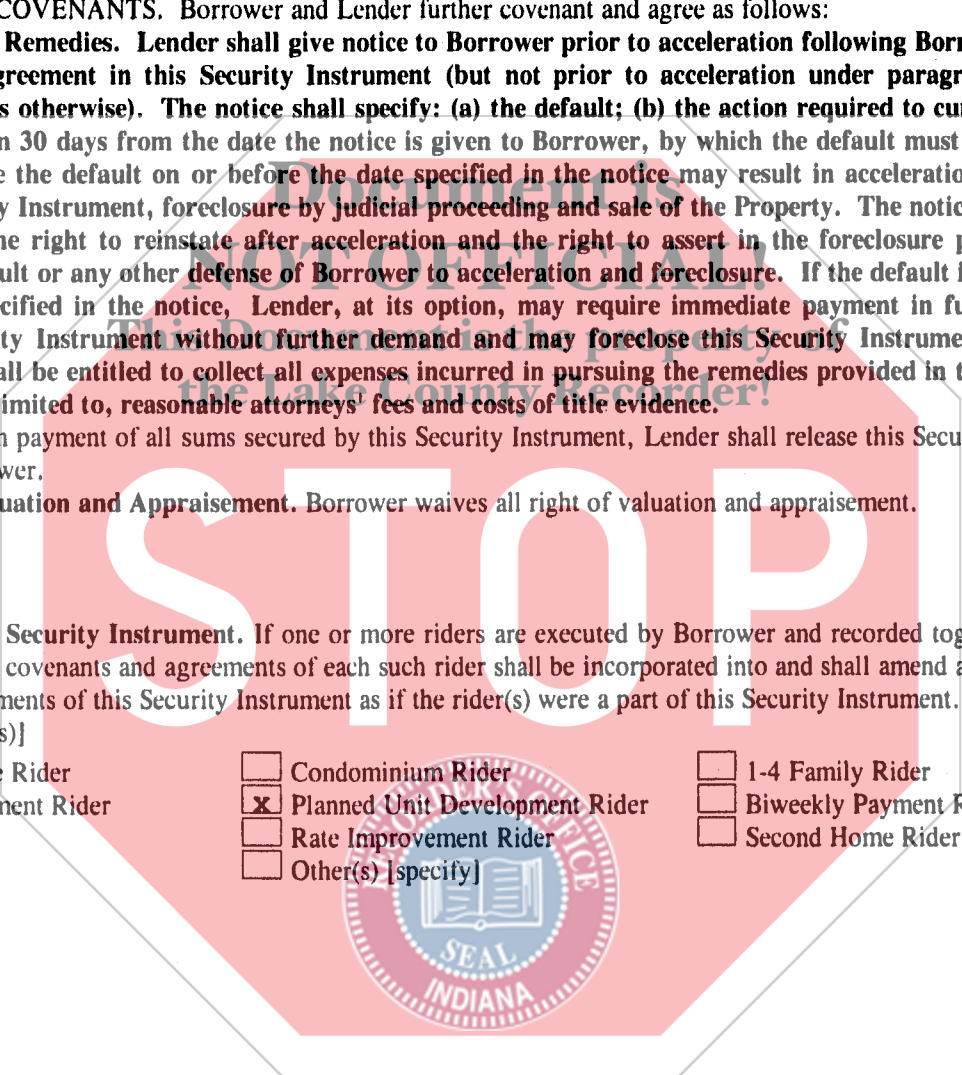 COVENANTS. Borrower and Lender further covenant and agree as follows:
Remedies. Lender shall give notice to Borrower prior to acceleration following Borr
greement in this Security Instrument (but not prior to acceleration under paragr
s otherwise). The notice shall specify: (a) the default; (b) the action required to cu
n 30 days from the date the notice is given to Borrower, by which the default must
e the default on or before the date specified in the notice may result in acceleratio
y Instrument, foreclosure by judicial proceeding and sale of the Property. The notic
he right to reinstate after acceleration and the right to assert in the foreclosure p
ult or any other defense of Borrower to acceleration and foreclosure. If the default i
cified in the notice, Lender, at its option, may require immediate payment in fu
ty Instrument without further demand and may foreclose this Security Instrume
all be entitled to collect all expenses incurred in pursuing the remedies provided in t
imited to, reasonable attorneys' fees and costs of title evidence.
n payment of all sums secured by this Security Instrument, Lender shall release this Secu
wer.
uation and Appraisement. Borrower waives all right of valuation and appraisement.
Security Instrument. If one or more riders are executed by Borrower and recorded tog
covenants and agreements of each such rider shall be incorporated into and shall amend a
ments of this Security Instrument as if the rider(s) were a part of this Security Instrument.
s)]
e Rider Condominium Rider 1-4 Family Rider
ment Rider x Planned Unit Development Rider Biweekly Payment R
Rate Improvement Rider Second Home Rider
Other(s) [specify]
Document is
NOT OFFICIAL!
This Document is the property of
the Lake County Recorder!
STOP
RECORDER'S OFFICE
SEAL
INDIANA